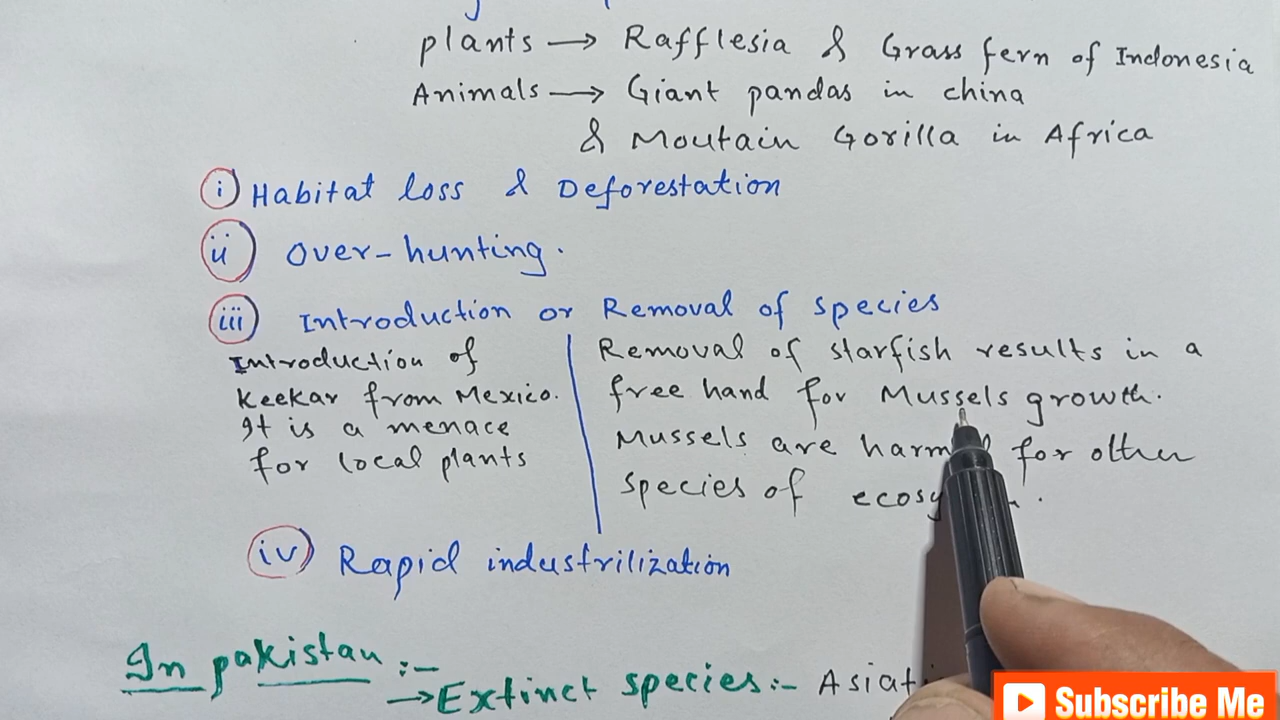 plants → Rafflesia & Grass fern of Indonesia
Animals → Giant pandas in china
& Moutain Gorilla in Africa
(i) Habitat loss & Deforestation
(ii) Over-hunting.
(iii) Introduction or Removal of species
Introduction of
Keekar from Mexico.
It is a menace
for local plants
Removal of starfish results in a
free hand for Mussels growth.
Mussels are for other
species of
(iv) Rapid industrilization
In pakistan :-
→ Extinct species:-
Subscribe Me